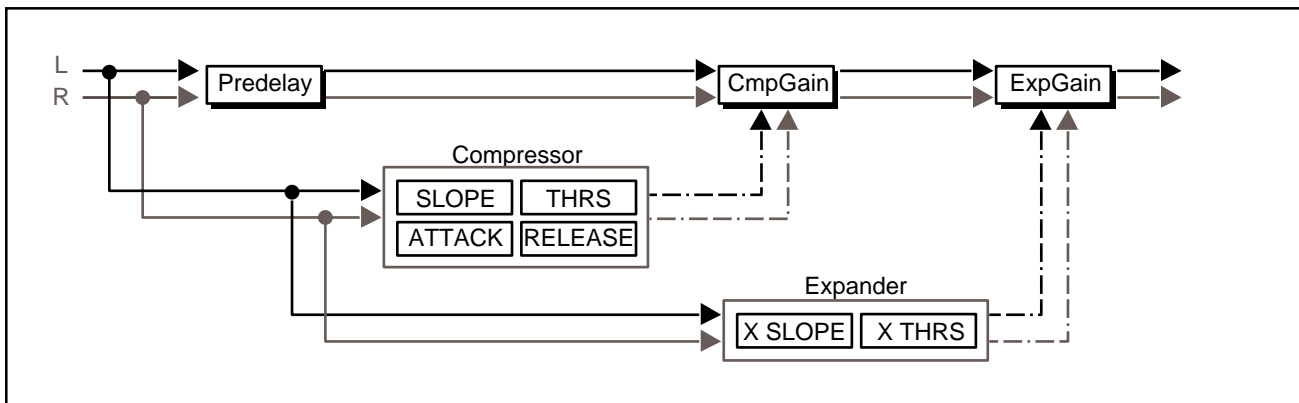 L
R
Predelay
CmpGain
ExpGain
Compressor
SLOPE
THRS
ATTACK
RELEASE
Expander
X SLOPE
X THRS